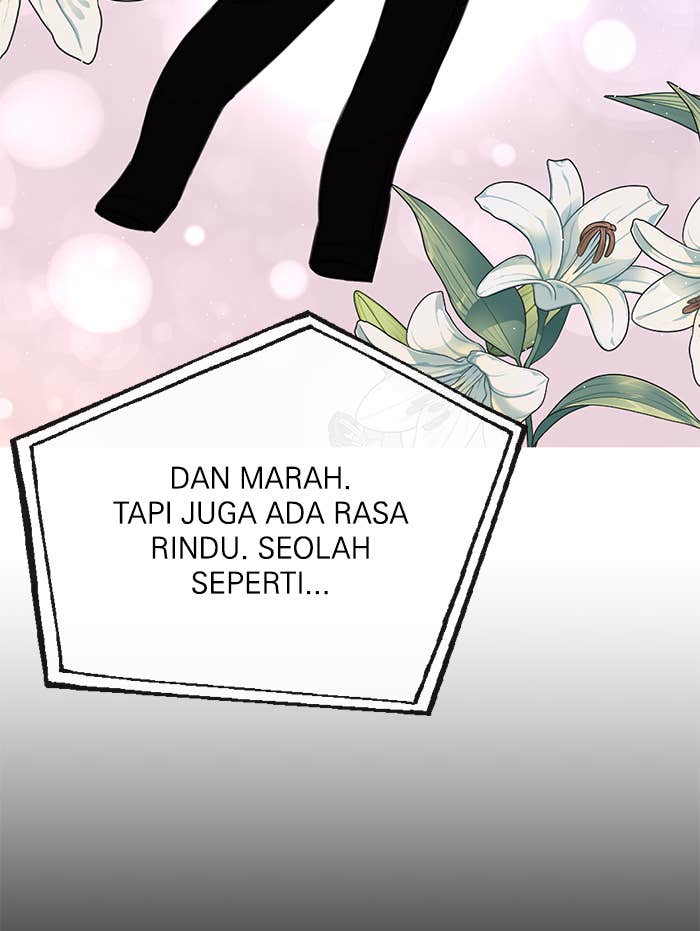 DAN MARAH.
TAPI JUGA ADA RASA
RINDU. SEOLAH
SEPERTI...